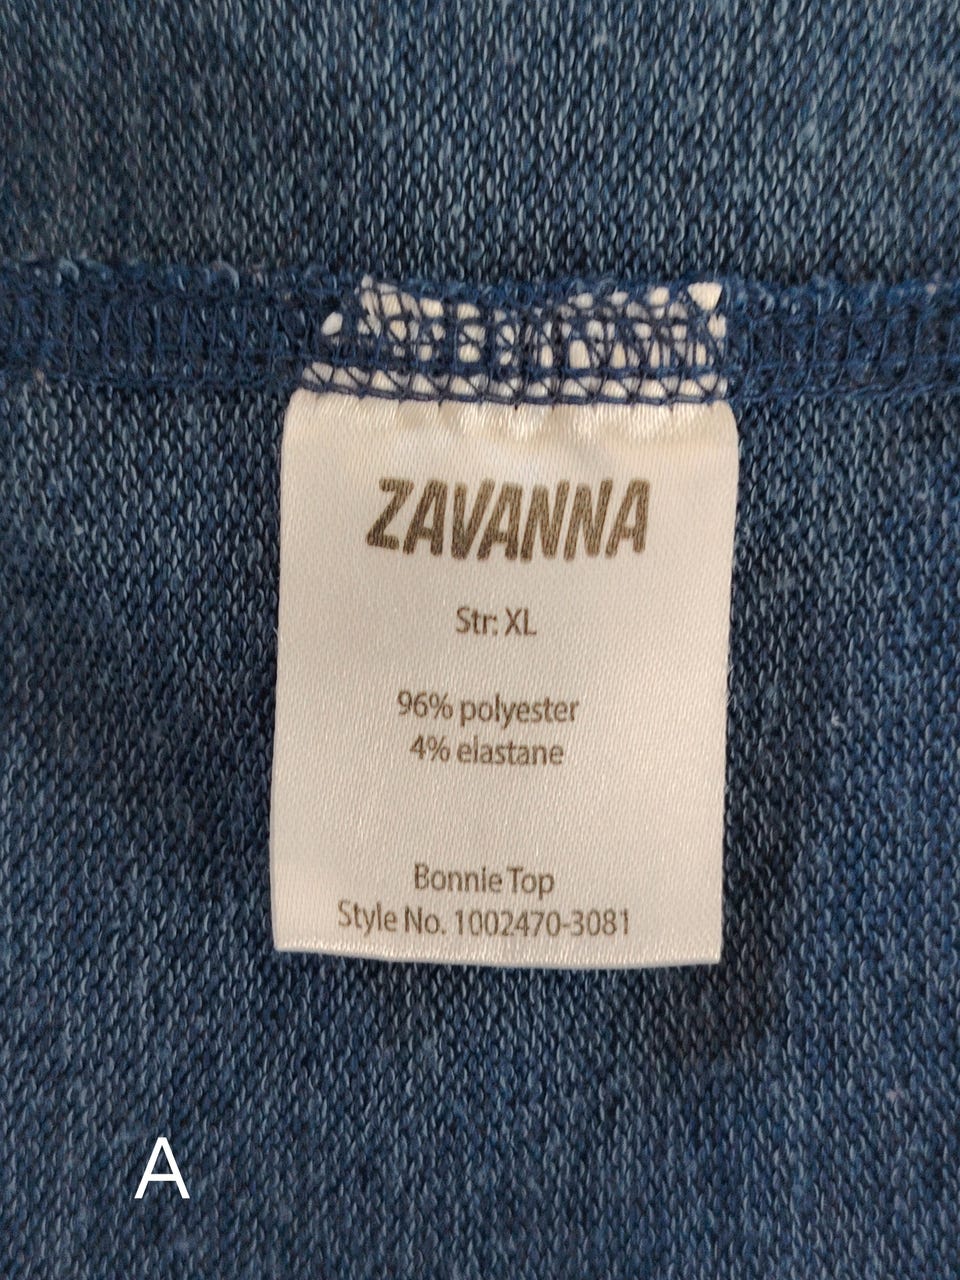 ZAVANNA
Str: XL
96% polyester
4% elastane
Bonnie Top
Style No. 1002470-3081
A